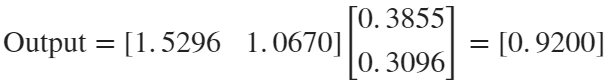 Output = [1.5296 1.0670] [0.3855 0.3096] = [0.9200]